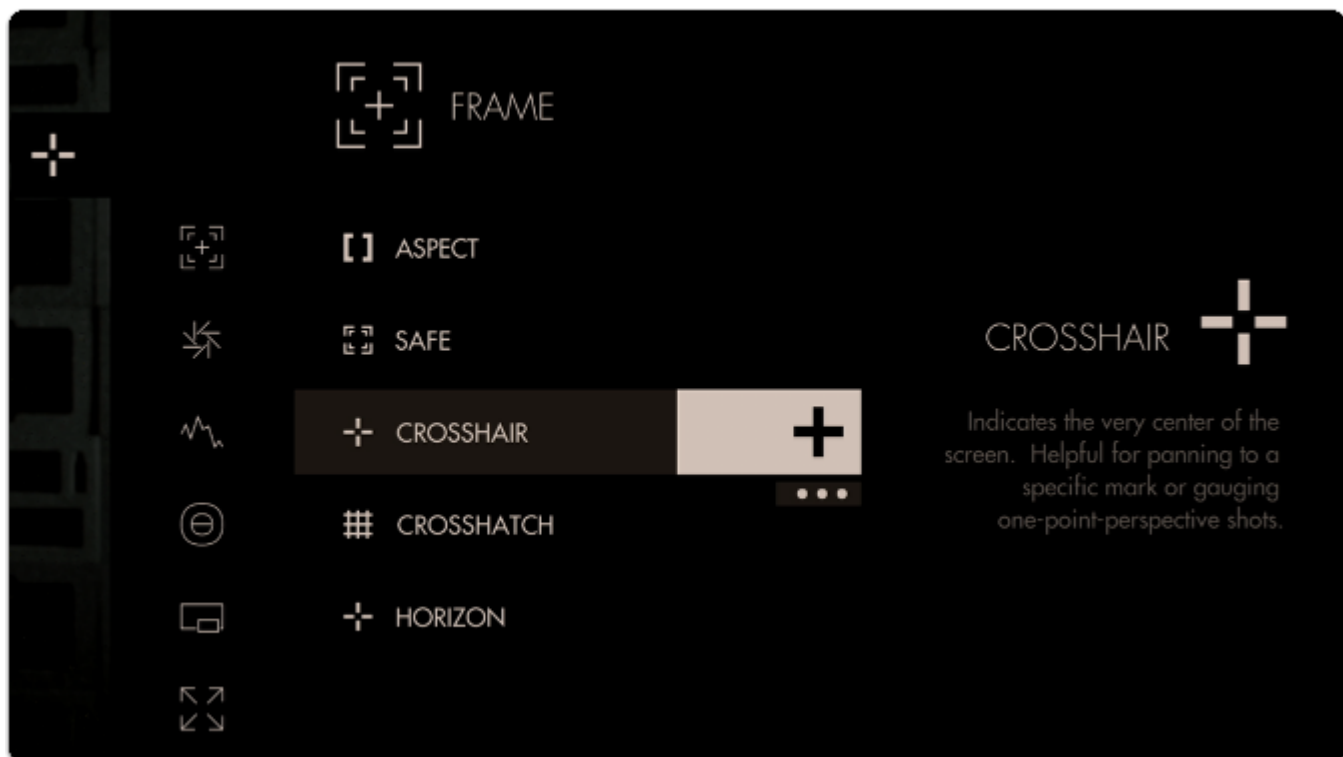 FRAME
ASPECT
SAFE
CROSSHAIR
CROSSHATCH
HORIZON
CROSSHAIR
Indicates the very center of the
screen. Helpful for panning to a
specific mark or gauging
one-point-perspective shots.